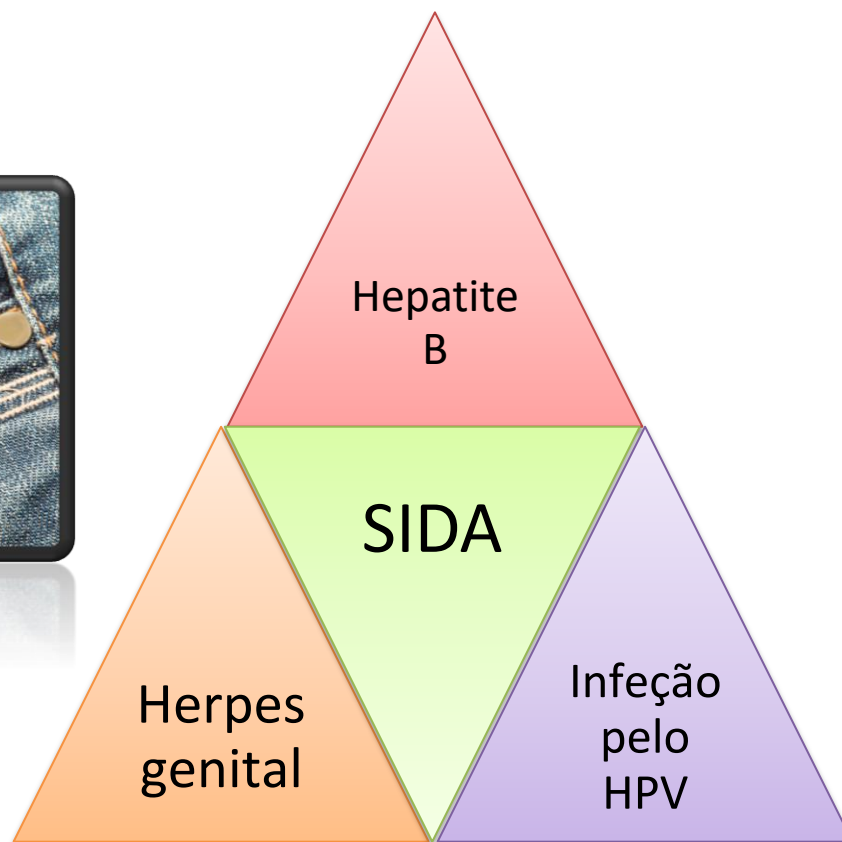 Hepatite
B
SIDA
Herpes
genital
Infeção
pelo
HPV